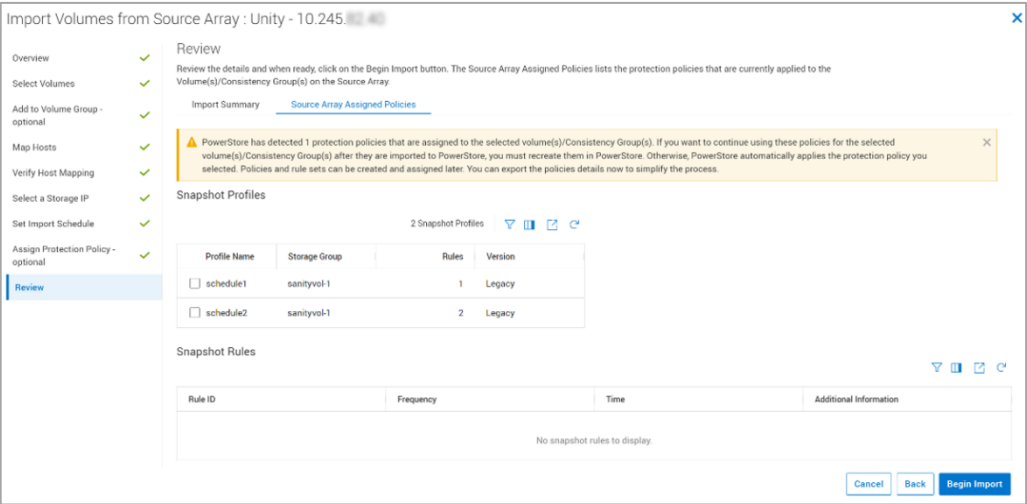 Import Volumes from Source Array : Unity - 10.245.
Overview
Select Volumes
Add to Volume Group -
optional
Map Hosts
Verify Host Mapping
Select a Storage IP
Set Import Schedule
Assign Protection Policy -
optional
Review
Review
Review the details and when ready, click on the Begin Import button. The Source Array Assigned Policies lists the protection policies that are currently applied to the
Volume(s)/Consistency Group(s) on the Source Array.
Import Summary Source Array Assigned Policies
PowerStore has detected 1 protection policies that are assigned to the selected volume(s)/Consistency Group(s). If you want to continue using these policies for the selected
volume(s)/Consistency Group(s) after they are imported to PowerStore, you must recreate them in PowerStore. Otherwise, PowerStore automatically applies the protection policy you
selected. Policies and rule sets can be created and assigned later. You can export the policies details now to simplify the process.
Snapshot Profiles
2 Snapshot Profiles
Profile Name Storage Group Rules Version
schedule1 sanityvol-1 1 Legacy
schedule2 sanityvol-1 2 Legacy
Snapshot Rules
Rule ID Frequency Time Additional Information
No snapshot rules to display.
Cancel Back Begin Import